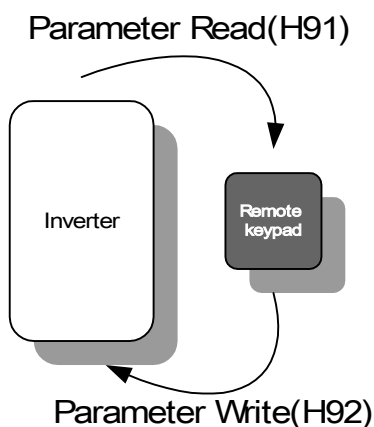 Parameter Read(H91)
Inverter
Remote
keypad
Parameter Write(H92)